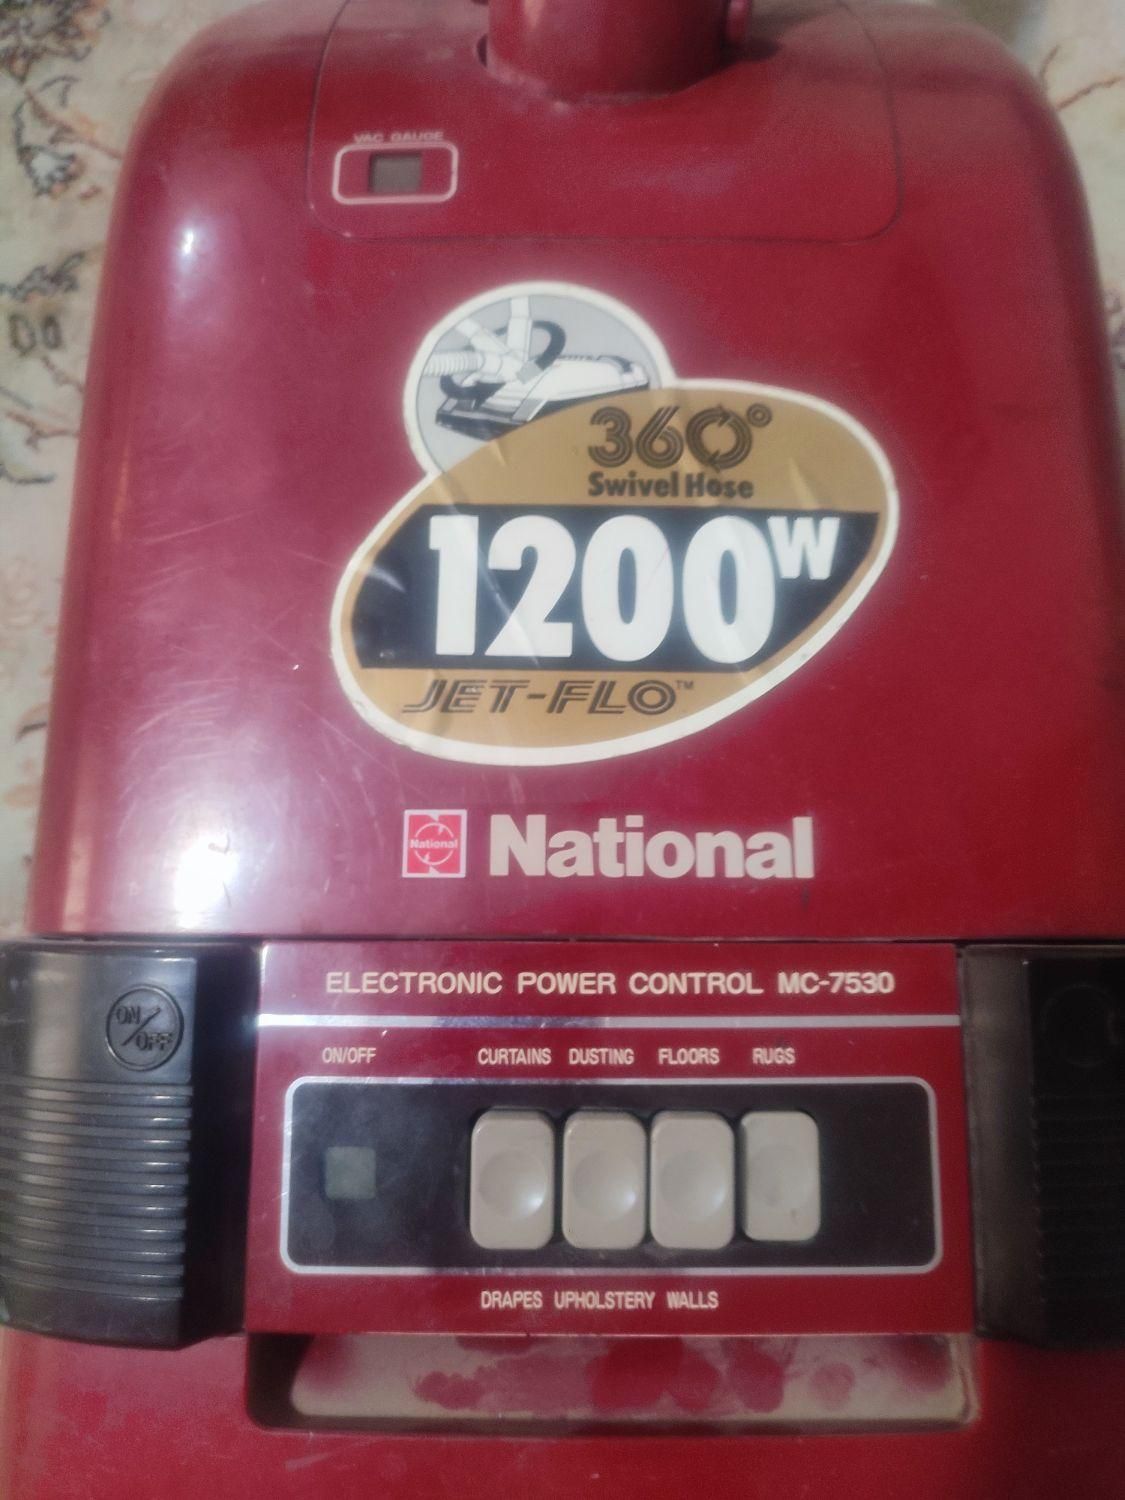 VAC GAUGE
360°
Swivel Hose
1200W
JET-FLO™
National National
ELECTRONIC POWER CONTROL MC-7530
ON/OFF CURTAINS DUSTING FLOORS RUGS
ON/OFF
DRAPES UPHOLSTERY WALLS